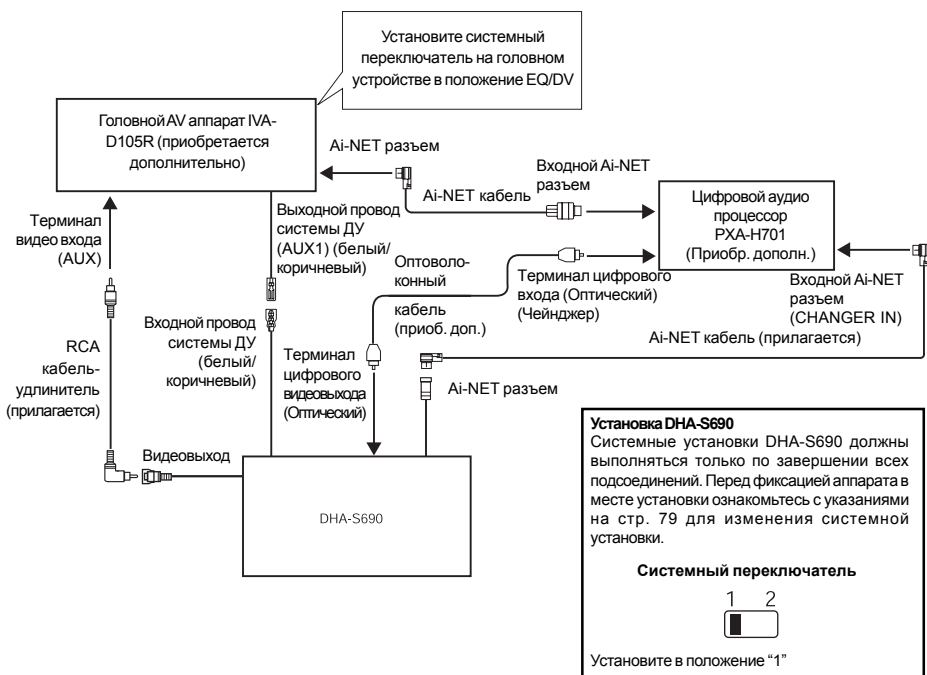 Установите системный
переключатель на головном
устройстве в положение EQ/DV
Головной AV аппарат IVA-
D105R (приобретается
дополнительно)
Ai-NET разъем
Ai-NET кабель
Входной Ai-NET
разъем
Цифровой аудио
процессор
PXA-H701
(Приобр. дополн.)
Терминал
видео входа
(AUX)
Выходной провод
системы ДУ
(AUX1) (белый/
коричневый)
Оптоволо-
конный
кабель
(приоб. доп.)
Терминал цифрового
входа (Оптический)
(Чейнджер)
Входной Ai-NET
разъем
(CHANGER IN)
Ai-NET кабель (прилагается)
RCA
кабель-
удлинитель
(прилагается)
Входной провод
системы ДУ
(белый/
коричневый)
Терминал
цифрового
видеовыхода
(Оптический)
Ai-NET разъем
Видеовыход
DHA-S690
Установка DHA-S690
Системные установки DHA-S690 должны
выполняться только по завершении всех
подсоединений. Перед фиксацией аппарата в
месте установки ознакомьтесь с указаниями
на стр. 79 для изменения системной
установки.
Системный переключатель
1 2
Установите в положение “1”